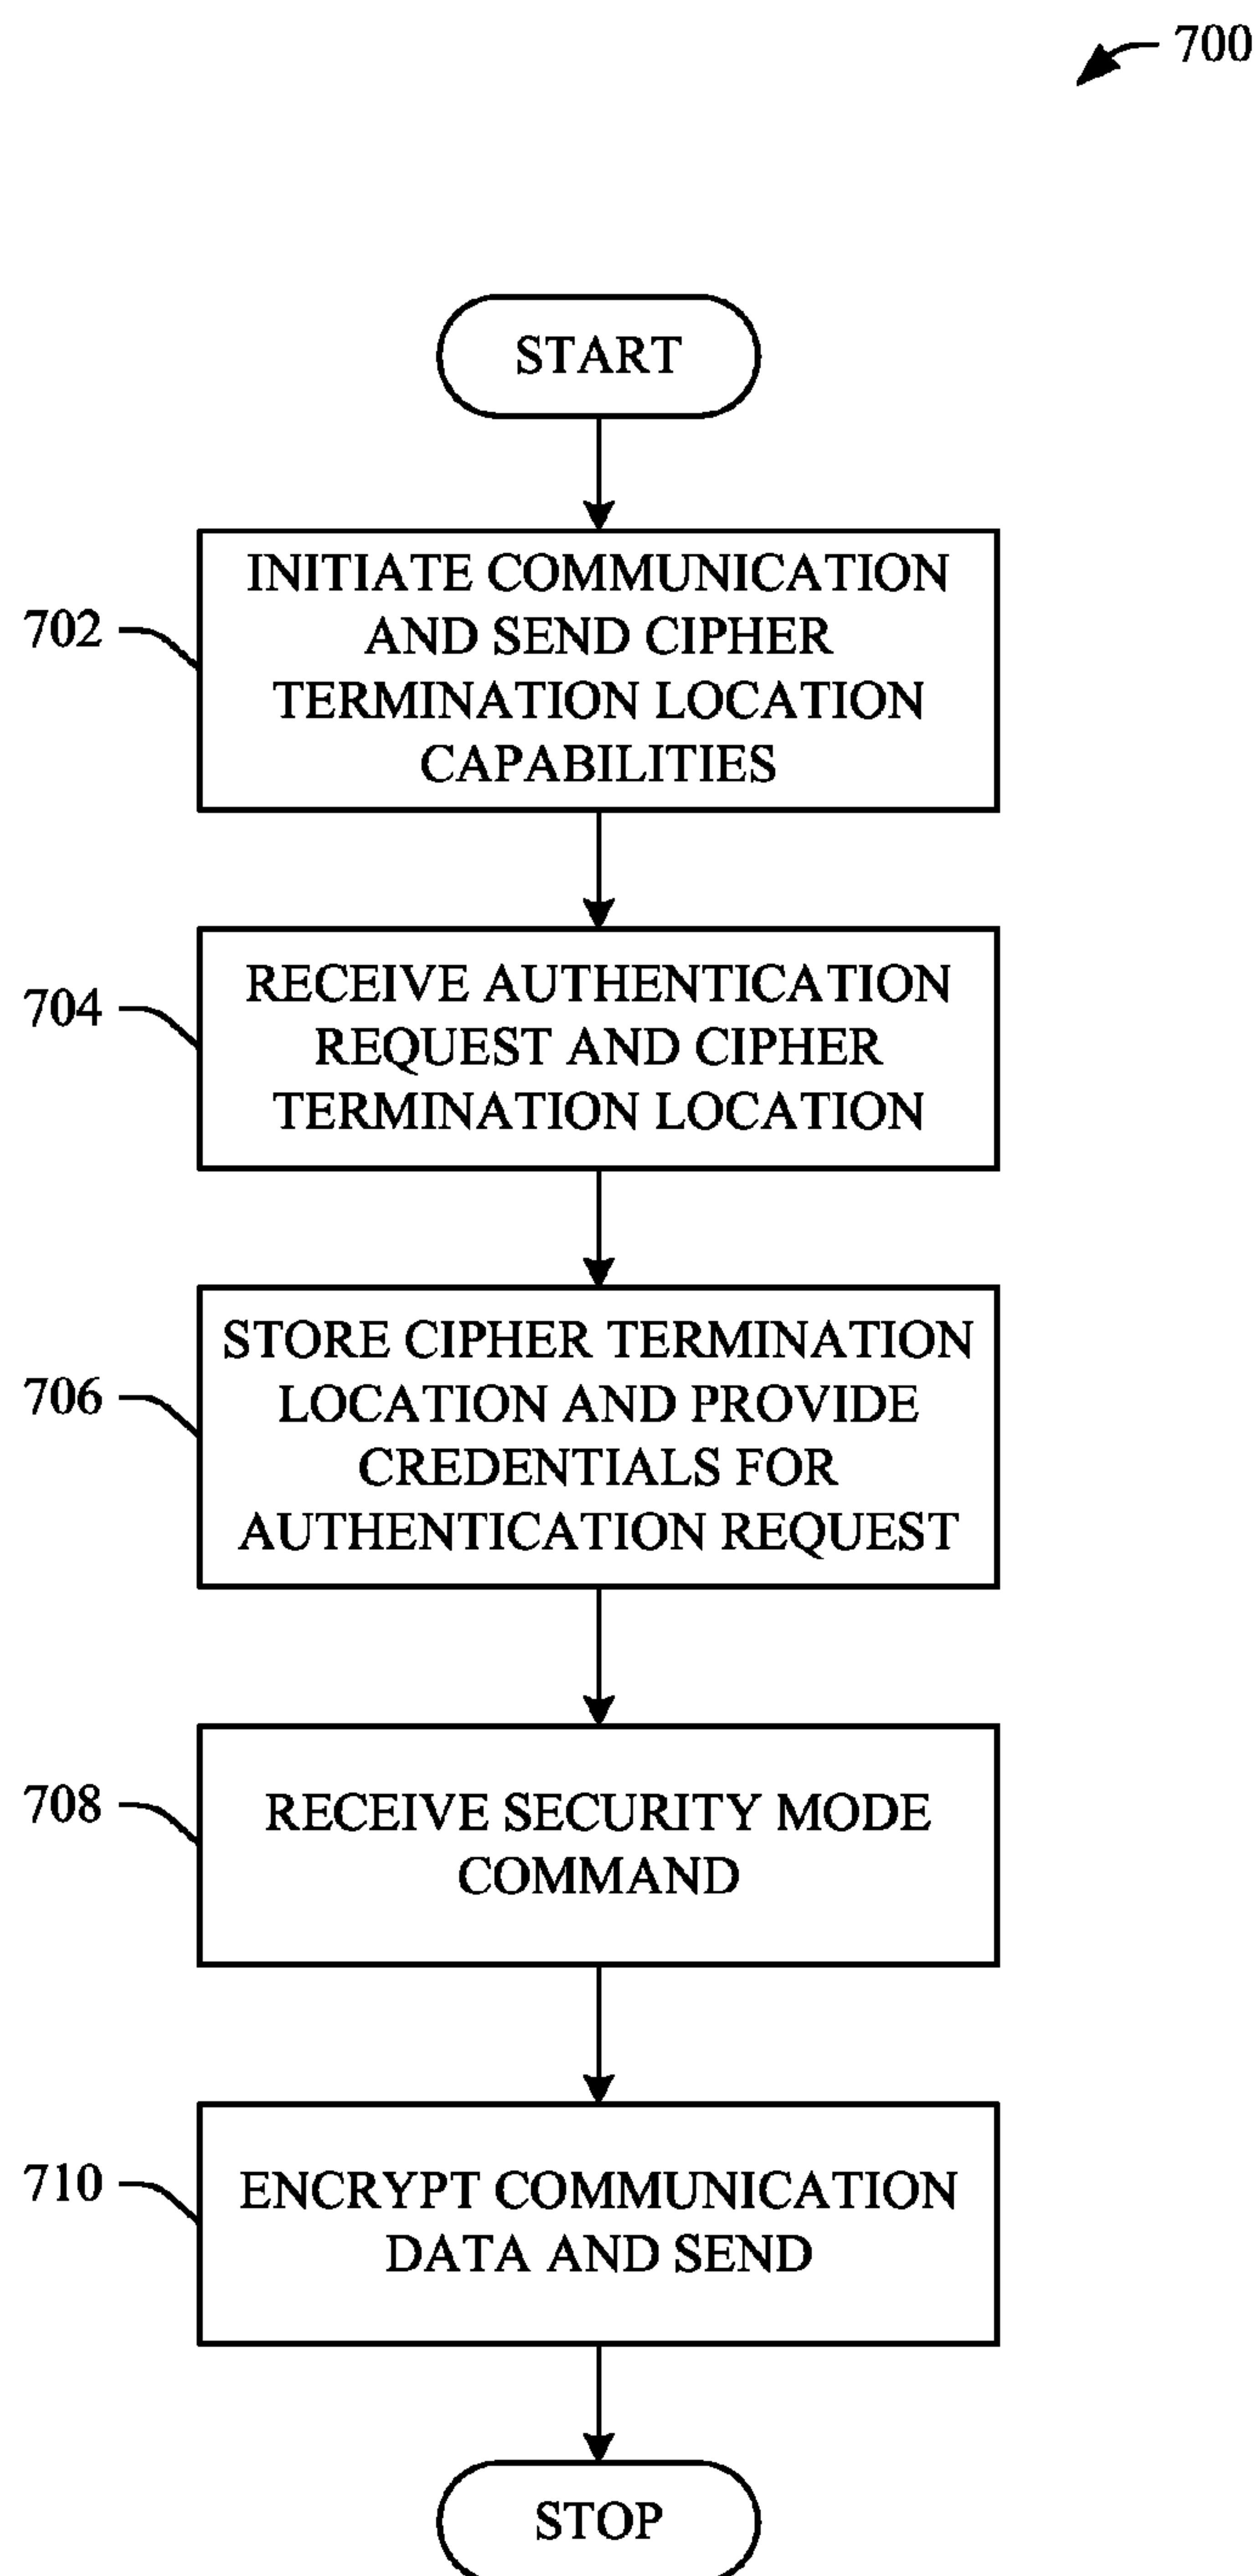 700
START
702
INITIATE COMMUNICATION
AND SEND CIPHER
TERMINATION LOCATION
CAPABILITIES
704
RECEIVE AUTHENTICATION
REQUEST AND CIPHER
TERMINATION LOCATION
706
STORE CIPHER TERMINATION
LOCATION AND PROVIDE
CREDENTIALS FOR
AUTHENTICATION REQUEST
708
RECEIVE SECURITY MODE
COMMAND
710
ENCRYPT COMMUNICATION
DATA AND SEND
STOP